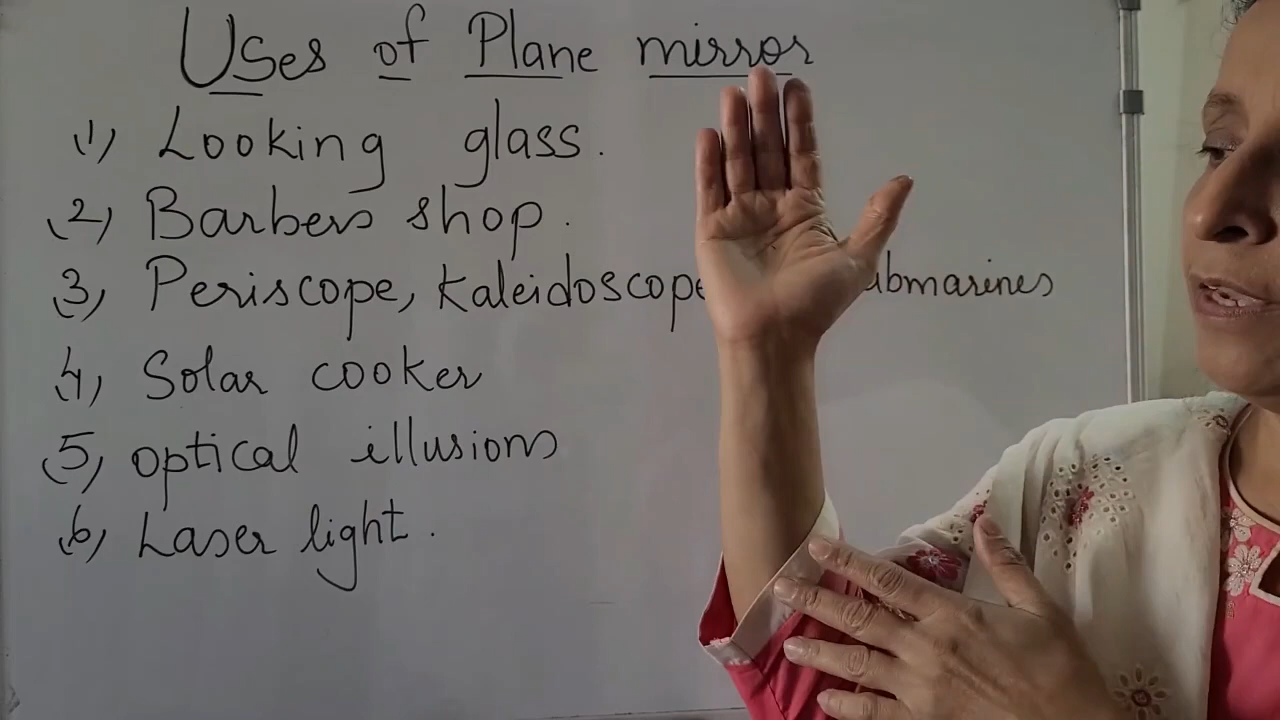 Uses of Plane mirror
(1) Looking glass.
(2) Barbers shop.
(3) Periscope, Kaleidoscope ubmarines
(4) Solar cooker
(5) Optical illusions
(6) Laser light.